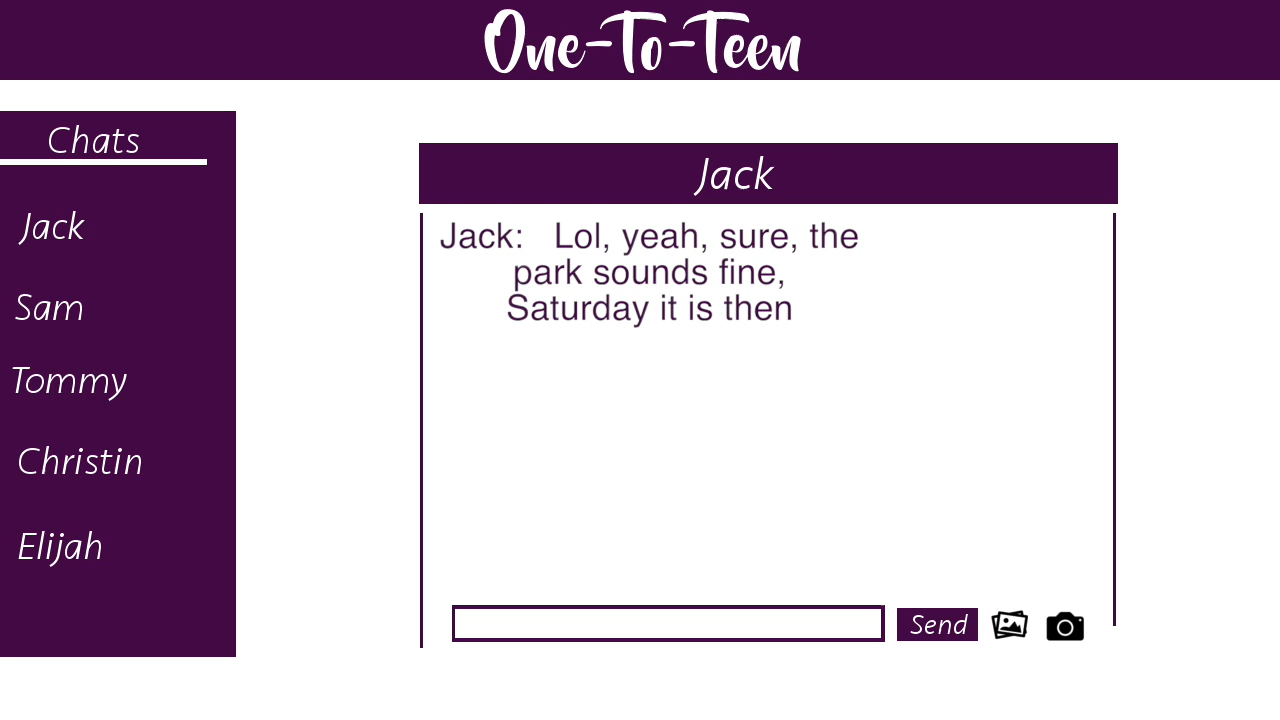 One-To-Teen
Chats
Jack
Sam
Tommy
Christin
Elijah
Jack
Jack: Lol, yeah, sure, the
park sounds fine,
Saturday it is then
Send